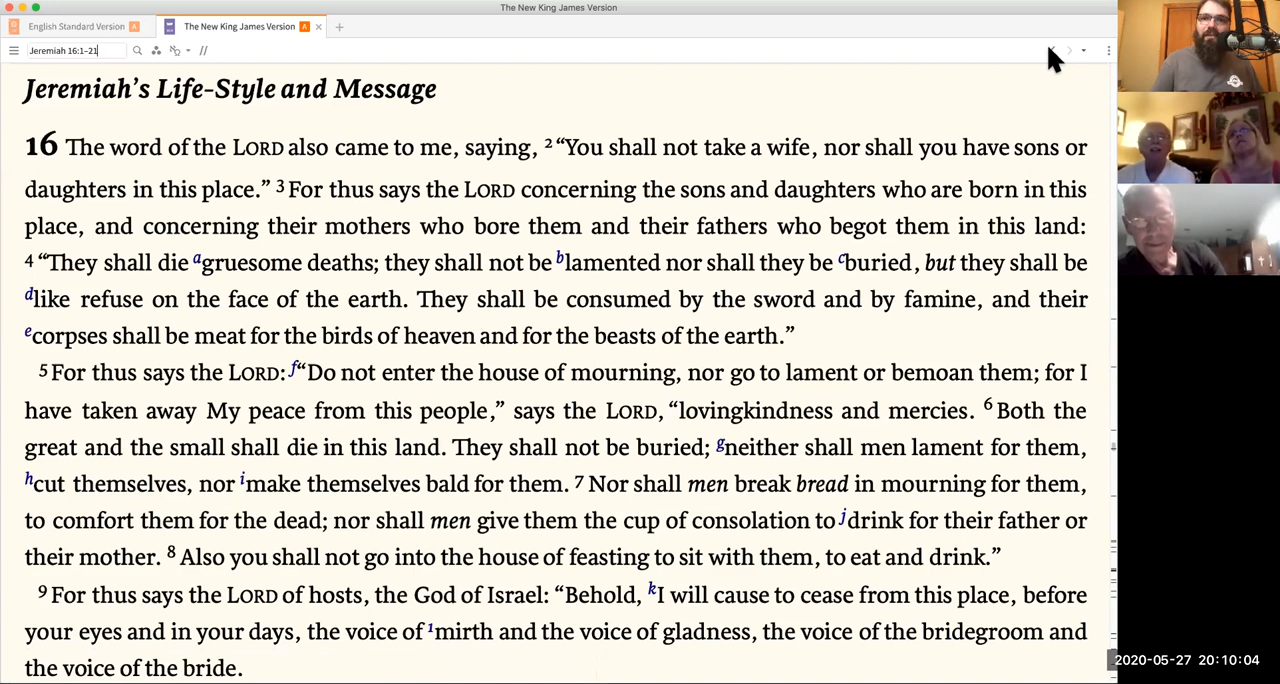 The New King James Version
English Standard Version A
The New King James Version A
Jeremiah 16:1–21
Jeremiah's Life-Style and Message
16 The word of the LORD also came to me, saying, 2 “You shall not take a wife, nor shall you have sons or
daughters in this place.” 3 For thus says the LORD concerning the sons and daughters who are born in this
place, and concerning their mothers who bore them and their fathers who begot them in this land:
4 “They shall die a gruesome deaths; they shall not be b lamented nor shall they be c buried, but they shall be
d like refuse on the face of the earth. They shall be consumed by the sword and by famine, and their
e corpses shall be meat for the birds of heaven and for the beasts of the earth.”
5 For thus says the LORD: f “Do not enter the house of mourning, nor go to lament or bemoan them; for I
have taken away My peace from this people,” says the LORD, “lovingkindness and mercies. 6 Both the
great and the small shall die in this land. They shall not be buried; g neither shall men lament for them,
h cut themselves, nor i make themselves bald for them. 7 Nor shall men break bread in mourning for them,
to comfort them for the dead; nor shall men give them the cup of consolation to j drink for their father or
their mother. 8 Also you shall not go into the house of feasting to sit with them, to eat and drink.”
9 For thus says the LORD of hosts, the God of Israel: “Behold, k I will cause to cease from this place, before
your eyes and in your days, the voice of 1 mirth and the voice of gladness, the voice of the bridegroom and
the voice of the bride.
2020-05-27 20:10:04